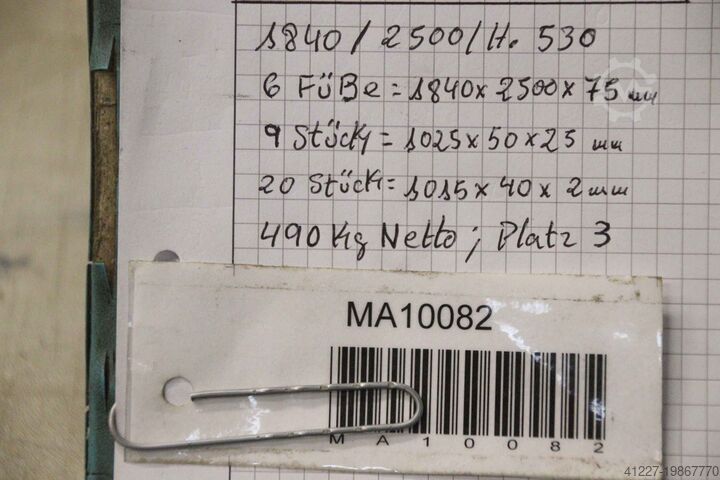 1840 / 2500 / H. 530
6 Füße = 1840 x 2500 x 75 mm
9 Stück = 1025 x 50 x 25 mm
20 Stück = 1015 x 40 x 2 mm
490 Kg Netto ; Platz 3
MA10082
MA10082
41227-19867770